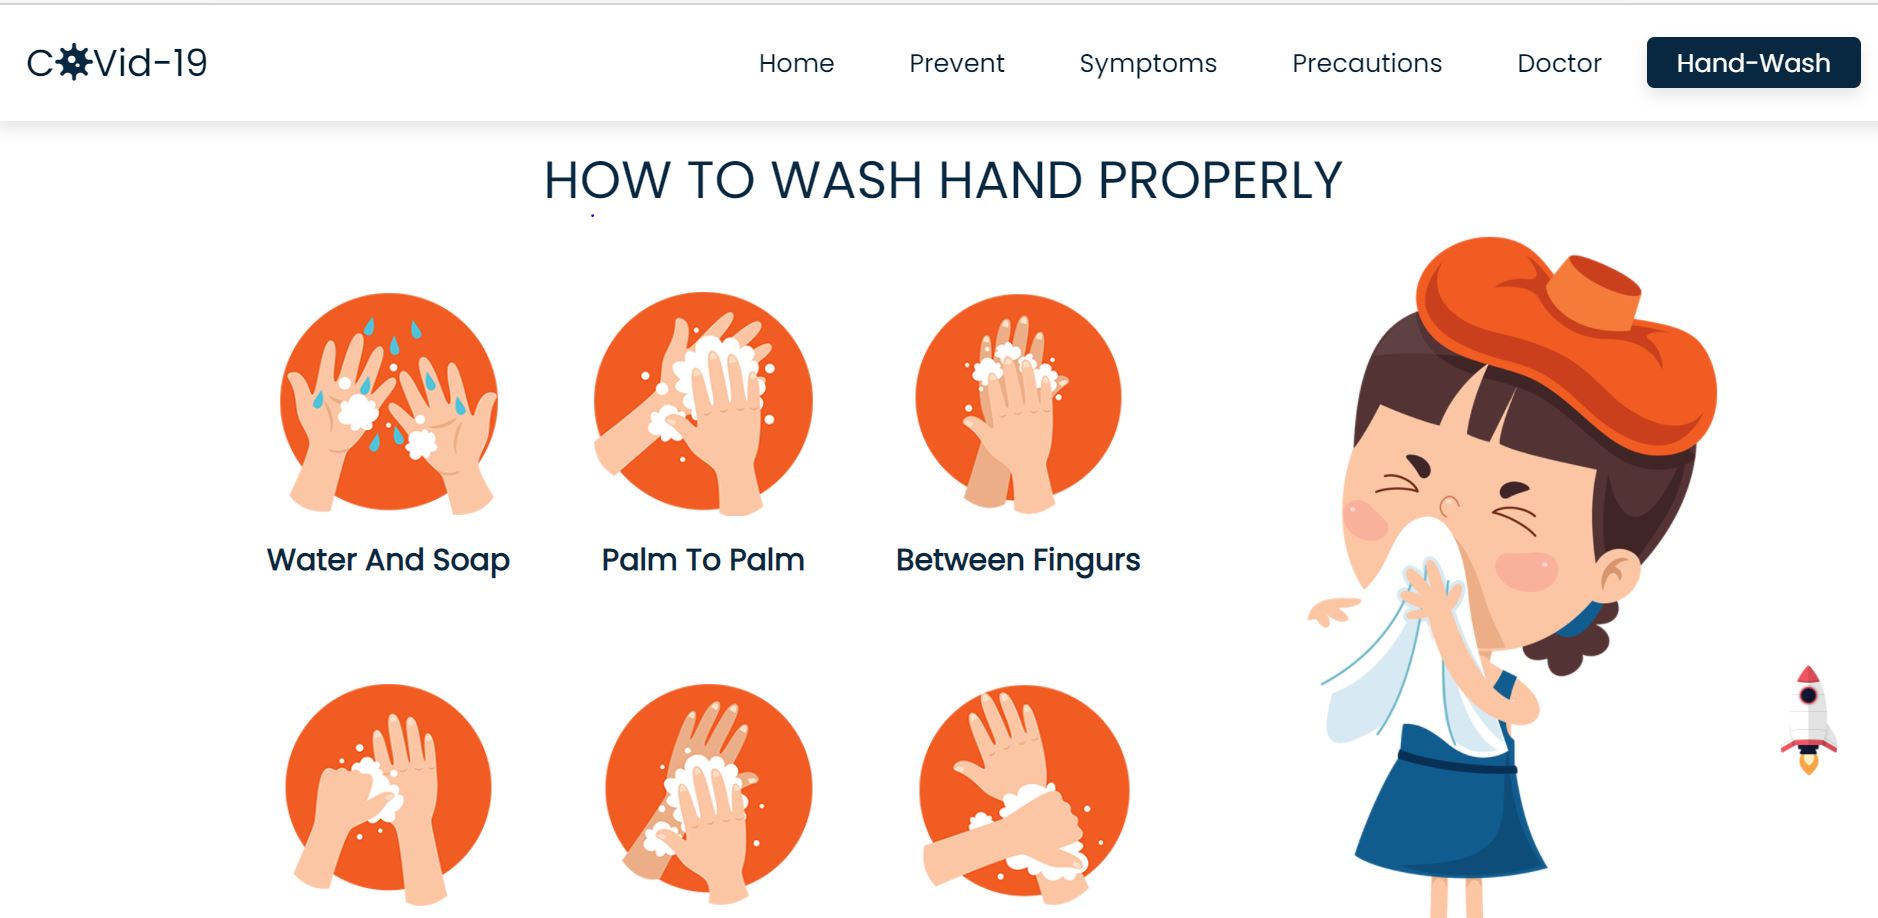 COVid-19
Home Prevent Symptoms Precautions Doctor Hand-Wash
HOW TO WASH HAND PROPERLY
Water And Soap Palm To Palm Between Fingurs